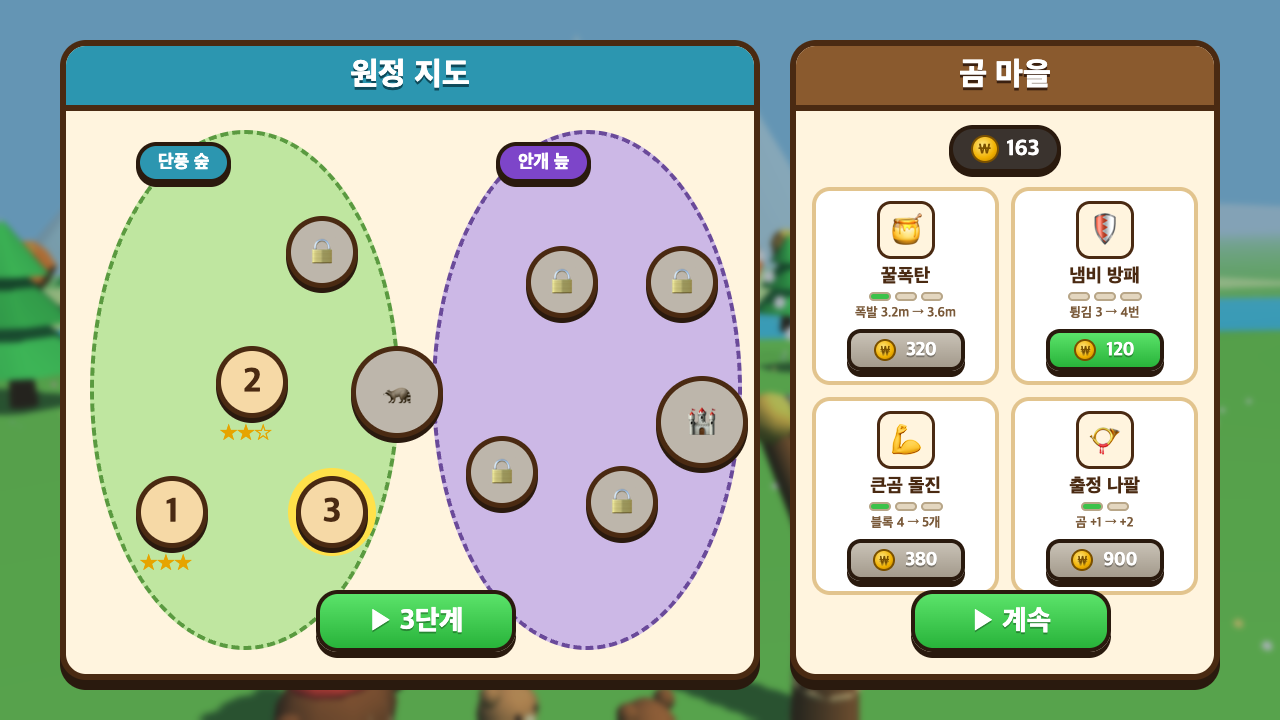 원정 지도
단풍 숲
안개 늪
2
★★☆
1
★★★
3
▶ 3단계
곰 마을
₩ 163
꿀폭탄
폭발 3.2m → 3.6m
₩ 320
냄비 방패
튕김 3 → 4번
₩ 120
큰곰 돌진
블록 4 → 5개
₩ 380
출정 나팔
곰 +1 → +2
₩ 900
▶ 계속